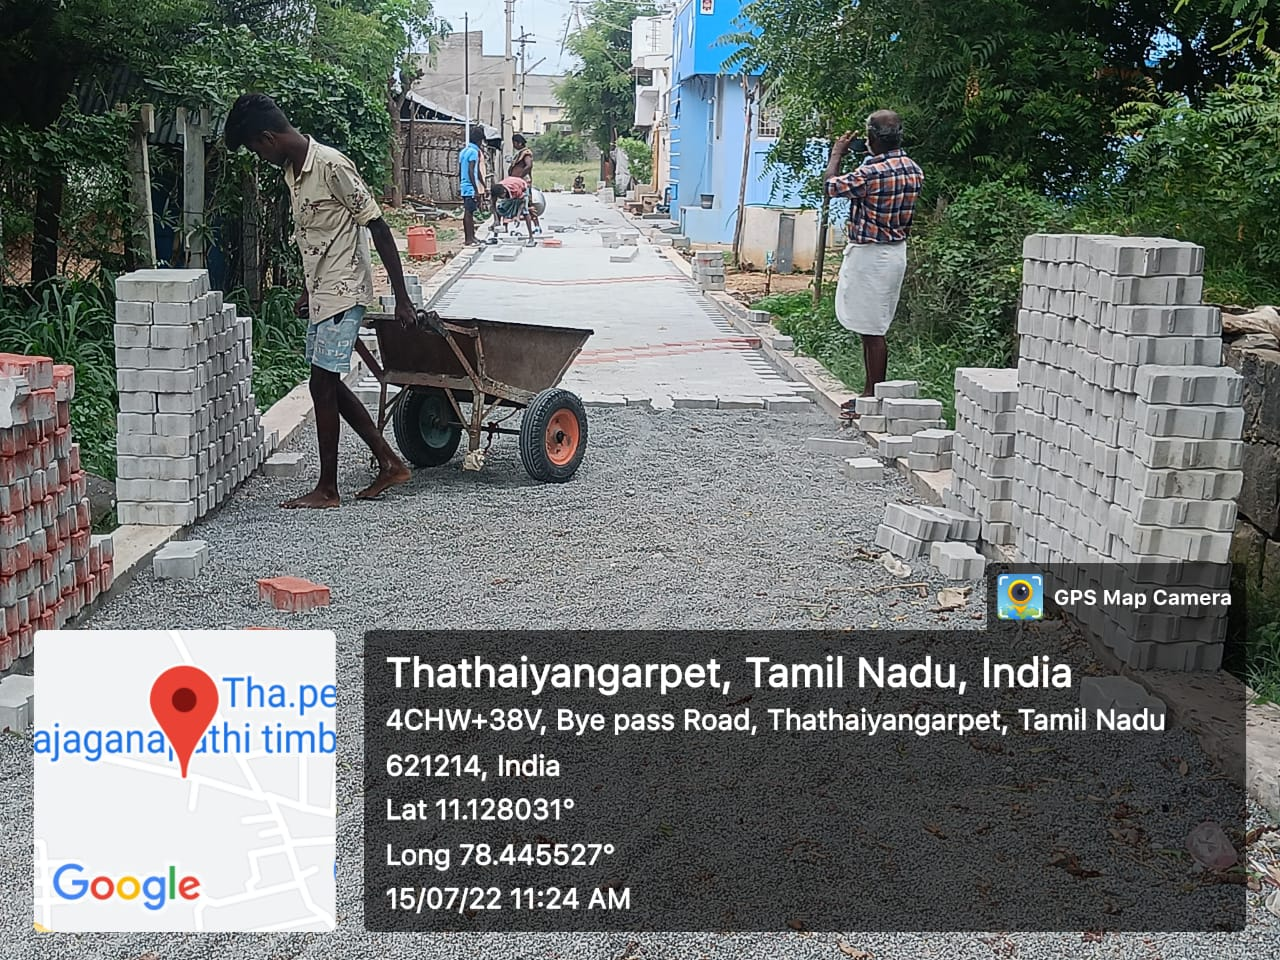 GPS Map Camera
Thathaiyangarpet, Tamil Nadu, India
4CHW+38V, Bye pass Road, Thathaiyangarpet, Tamil Nadu
621214, India
Lat 11.128031°
Long 78.445527°
15/07/22 11:24 AM
Tha.pe
ajaganapathi timb
Google